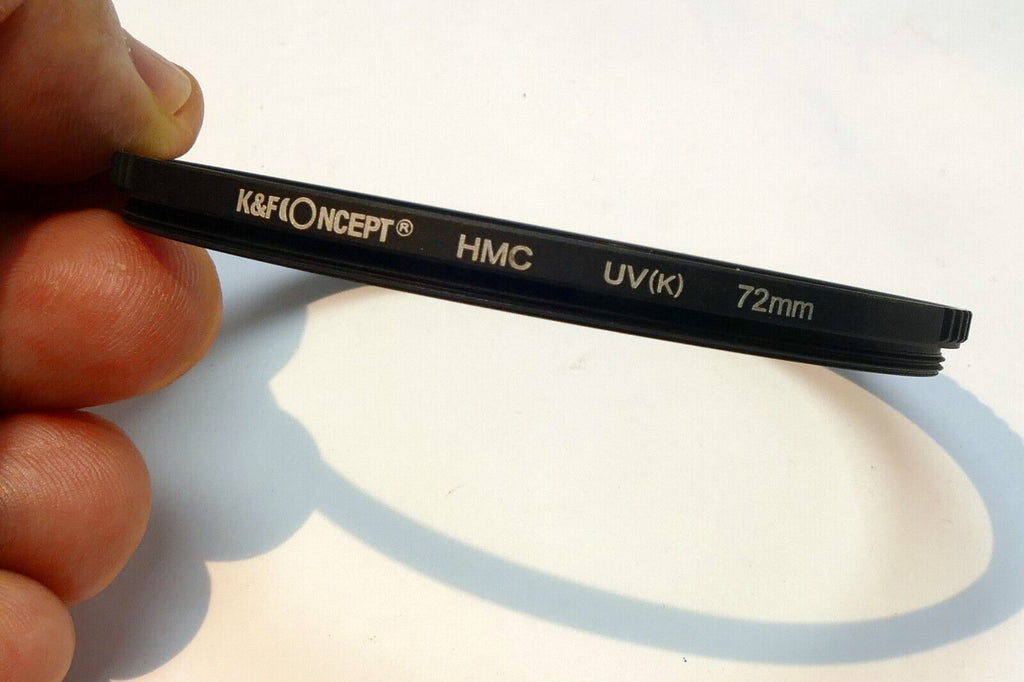 K&F CONCEPT® HMC UV(K) 72mm